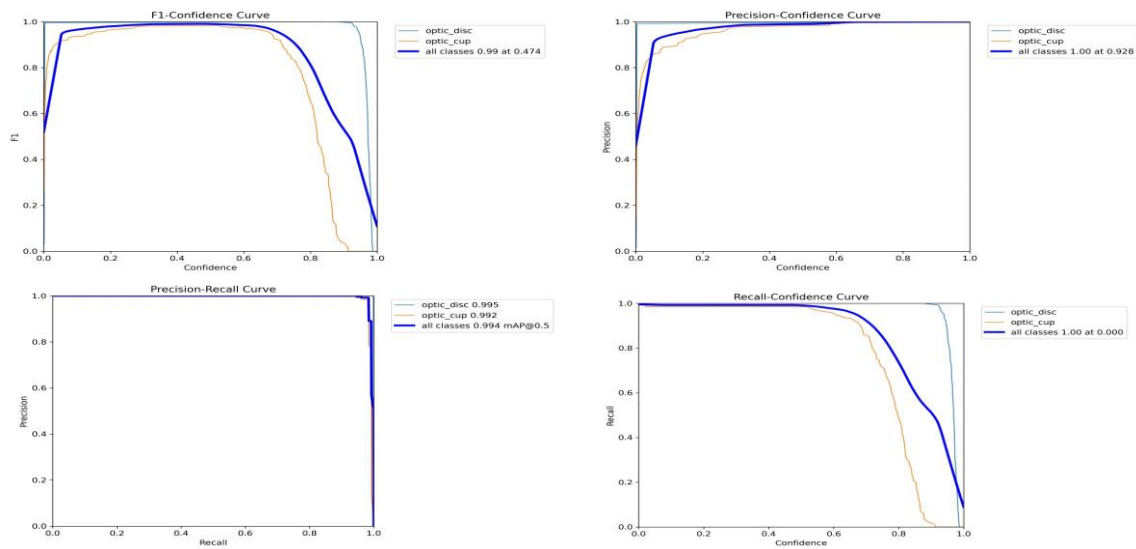 F1-Confidence Curve
1.0
0.8
0.6
0.4
0.2
0.0
F1
0.0 0.2 0.4 0.6 0.8 1.0
Confidence
optic_disc
optic_cup
all classes 0.99 at 0.474
Precision-Confidence Curve
1.0
0.8
0.6
0.4
0.2
0.0
Precision
0.0 0.2 0.4 0.6 0.8 1.0
Confidence
optic_disc
optic_cup
all classes 1.00 at 0.928
Precision-Recall Curve
1.0
0.8
0.6
0.4
0.2
0.0
Precision
0.0 0.2 0.4 0.6 0.8 1.0
Recall
optic_disc 0.995
optic_cup 0.992
all classes 0.994 mAP@0.5
Recall-Confidence Curve
1.0
0.8
0.6
0.4
0.2
0.0
Recall
0.0 0.2 0.4 0.6 0.8 1.0
Confidence
optic_disc
optic_cup
all classes 1.00 at 0.000